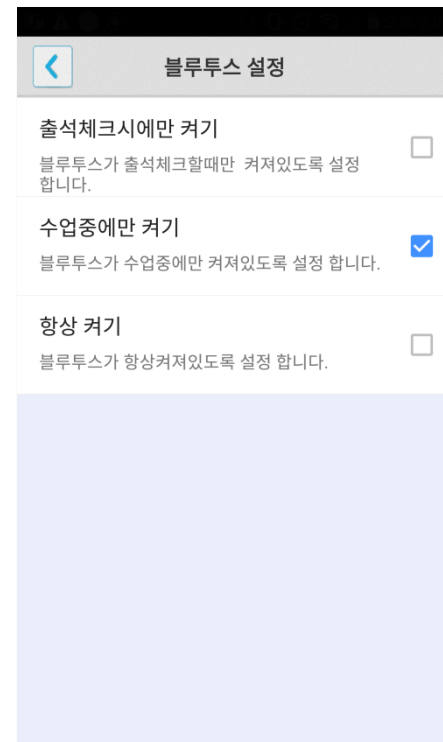 블루투스 설정
출석체크시에만 켜기
블루투스가 출석체크할때만 켜져있도록 설정
합니다.
수업중에만 켜기
블루투스가 수업중에만 켜져있도록 설정 합니다.
항상 켜기
블루투스가 항상켜져있도록 설정 합니다.